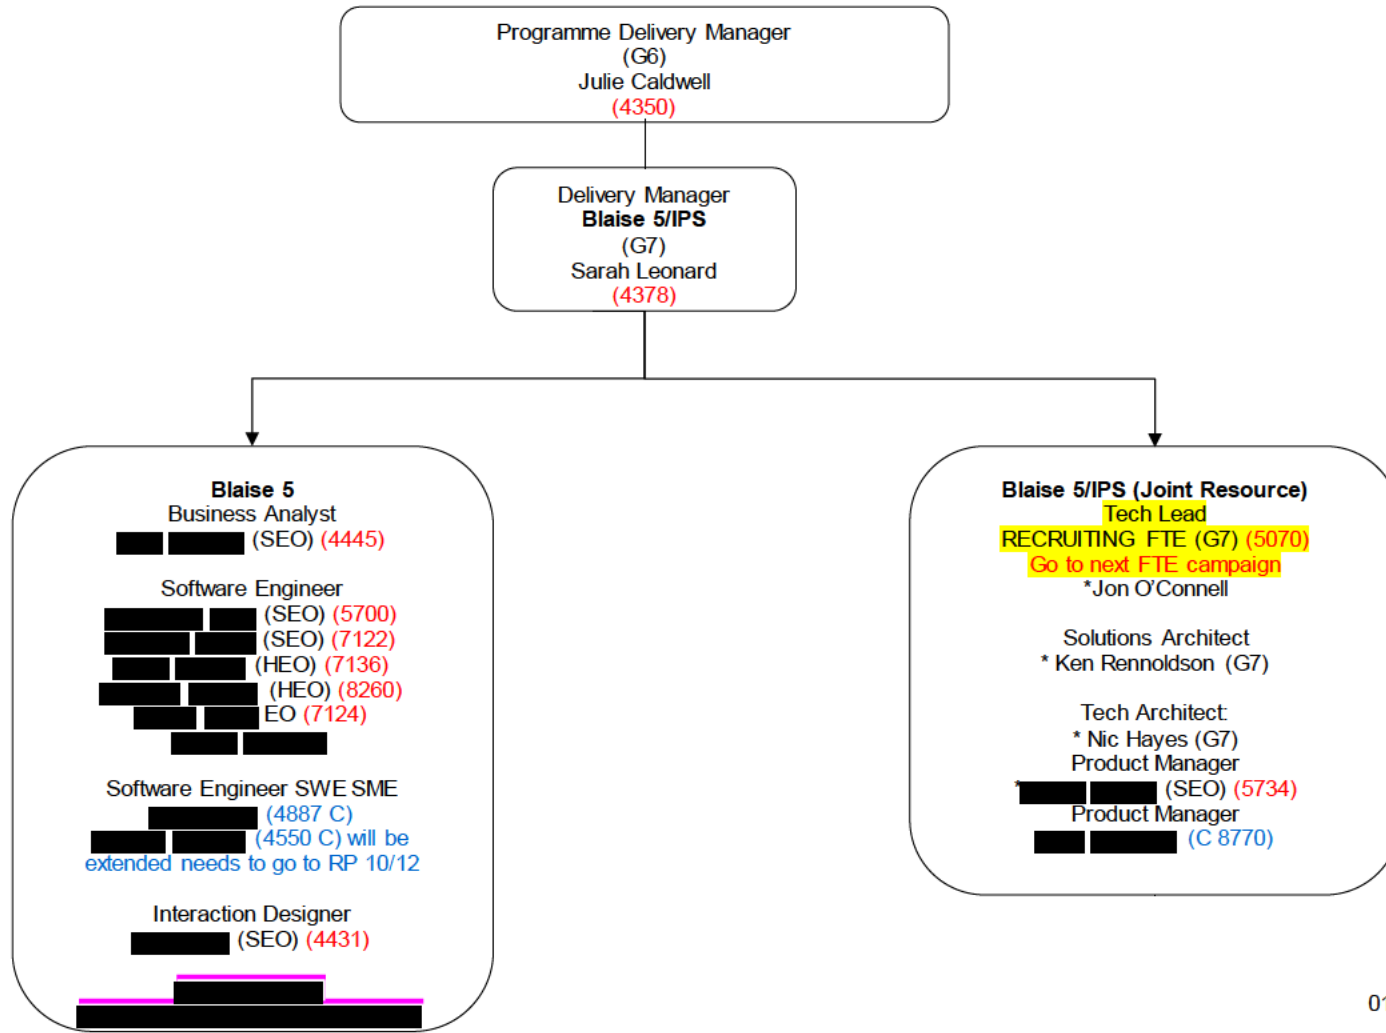 Programme Delivery Manager
(G6)
Julie Caldwell
(4350)
Delivery Manager
Blaise 5/IPS
(G7)
Sarah Leonard
(4378)
Blaise 5
Business Analyst
(SEO) (4445)
Software Engineer
(SEO) (5700)
(SEO) (7122)
(HEO) (7136)
(HEO) (8260)
EO (7124)
Software Engineer SWE SME
(4887 C)
(4550 C) will be
extended needs to go to RP 10/12
Interaction Designer
(SEO) (4431)
Blaise 5/IPS (Joint Resource)
Tech Lead
RECRUITING FTE (G7) (5070)
Go to next FTE campaign
*Jon O'Connell
Solutions Architect
* Ken Rennoldson (G7)
Tech Architect:
* Nic Hayes (G7)
Product Manager
* (SEO) (5734)
Product Manager
(C 8770)
01